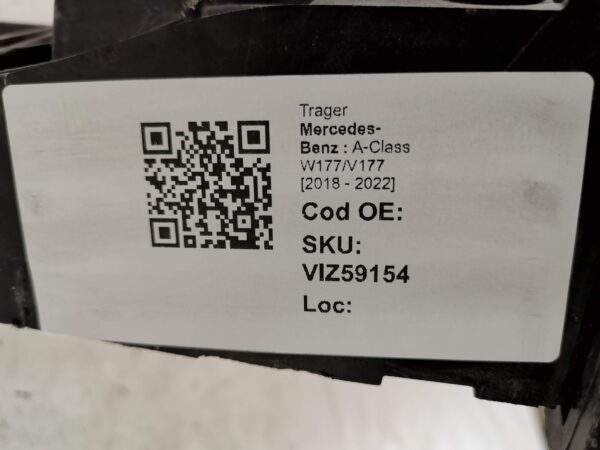 Trager
Mercedes-
Benz : A-Class
W177/V177
[2018 - 2022]
Cod OE:
SKU:
VIZ59154
Loc: